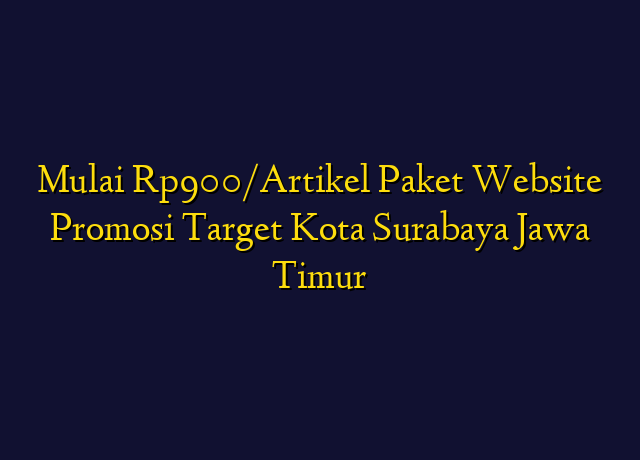 Mulai Rp900/Artikel Paket Website
Promosi Target Kota Surabaya Jawa
Timur